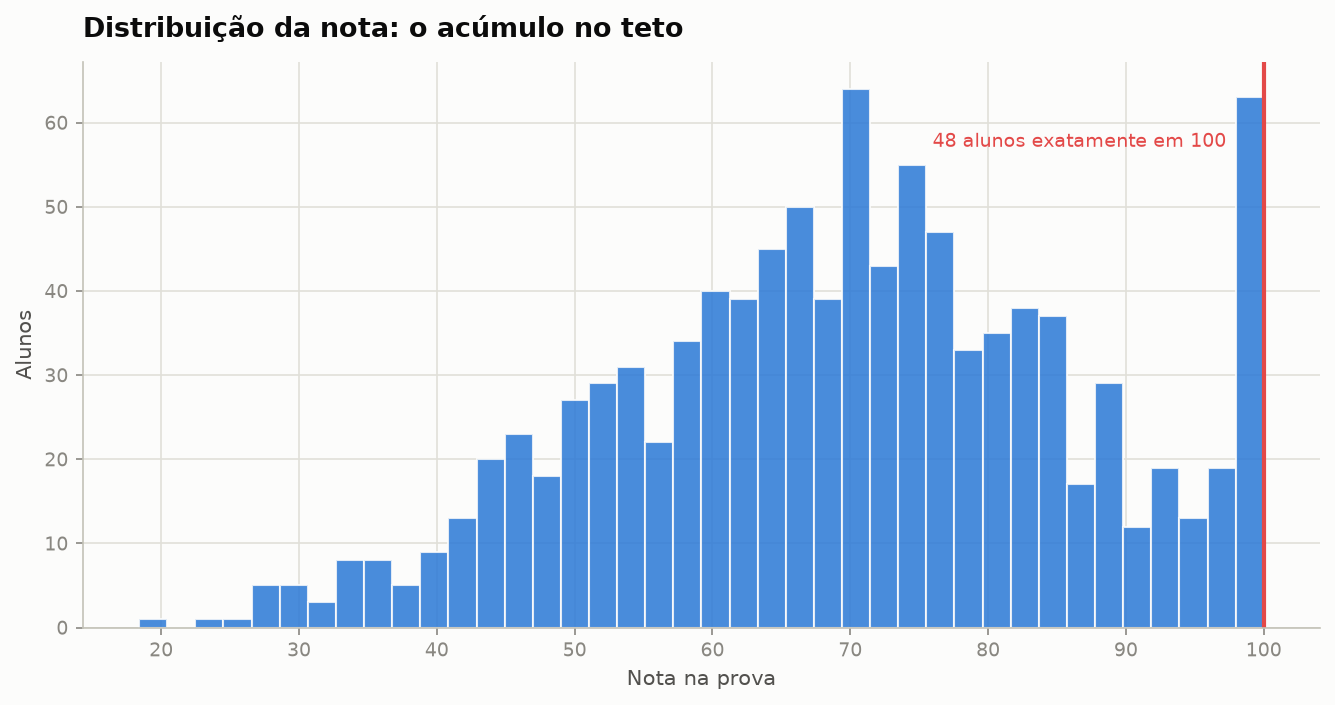 Distribuição da nota: o acúmulo no teto
60
50
40
30
20
10
0
Alunos
48 alunos exatamente em 100
20 30 40 50 60 70 80 90 100
Nota na prova